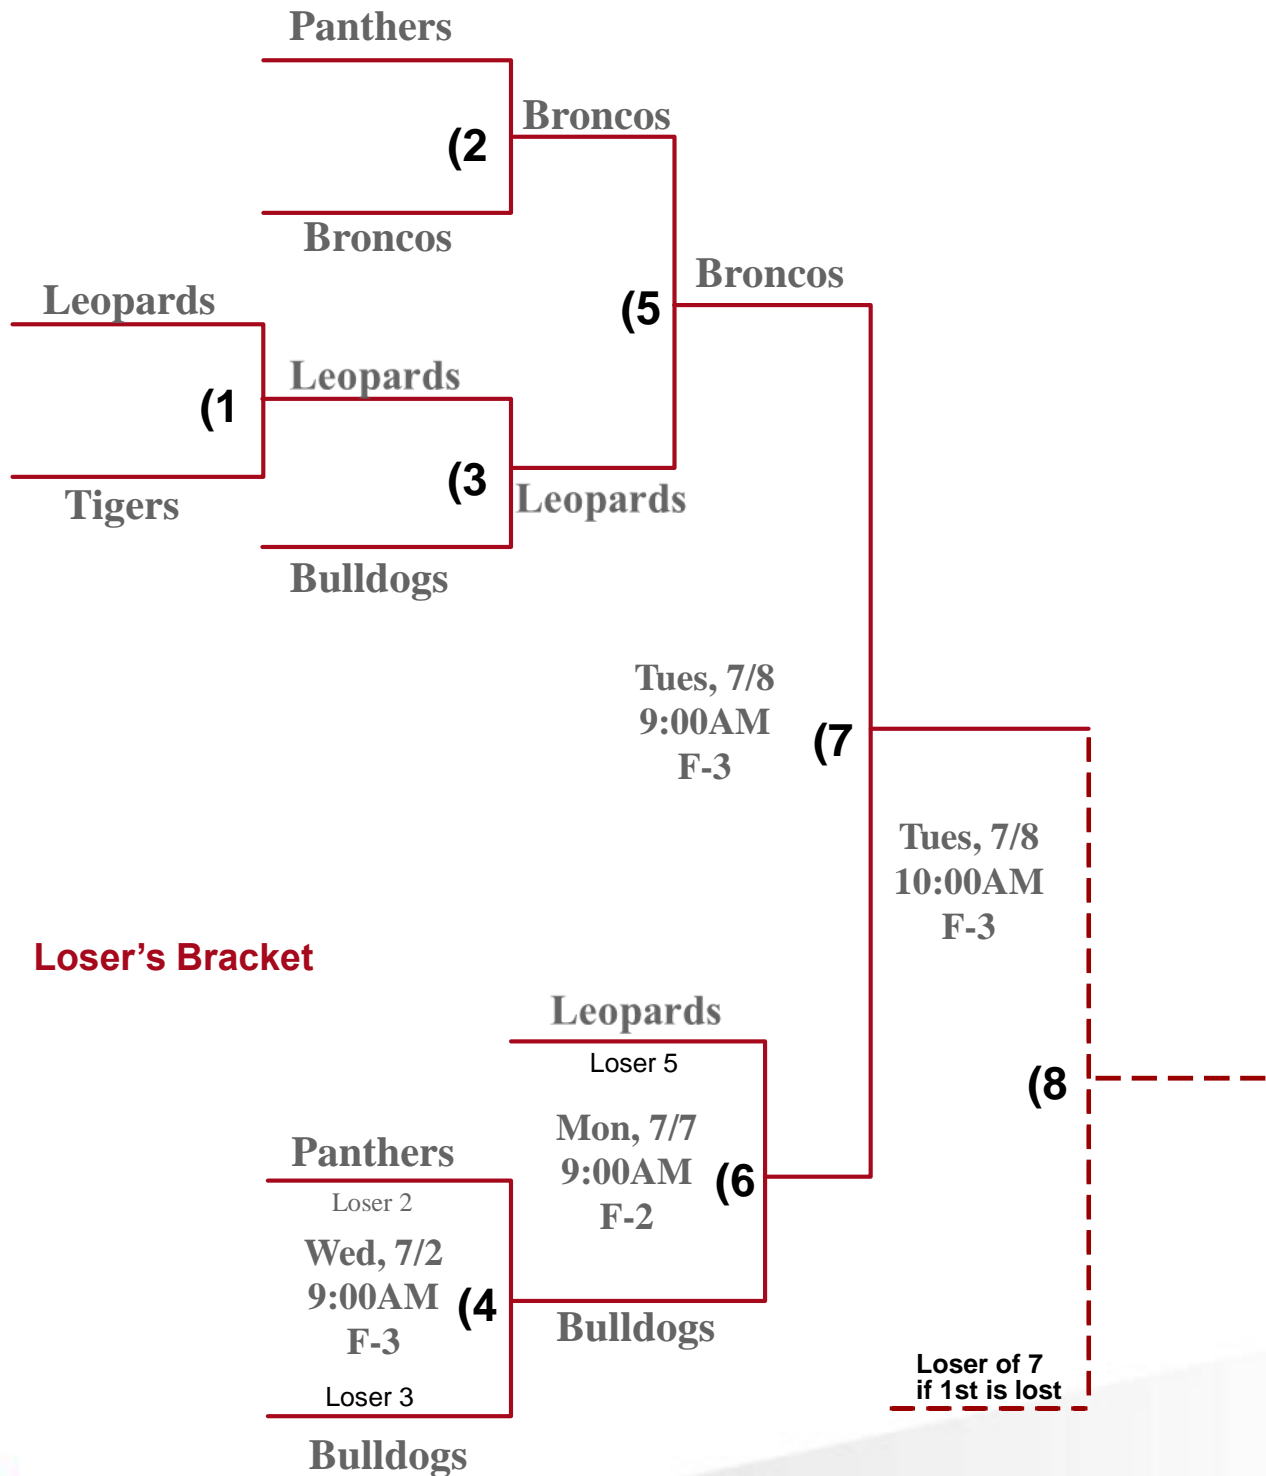 Panthers
Broncos
(2
Broncos
Broncos
Leopards
(5
Leopards
(1
(3
Leopards
Tigers
Bulldogs
Tues, 7/8
9:00AM
F-3
(7
Tues, 7/8
10:00AM
F-3
Loser's Bracket
Leopards
Loser 5
(8
Mon, 7/7
9:00AM
F-2
(6
Panthers
Loser 2
Wed, 7/2
9:00AM
F-3
(4
Bulldogs
Loser of 7
if 1st is lost
Loser 3
Bulldogs